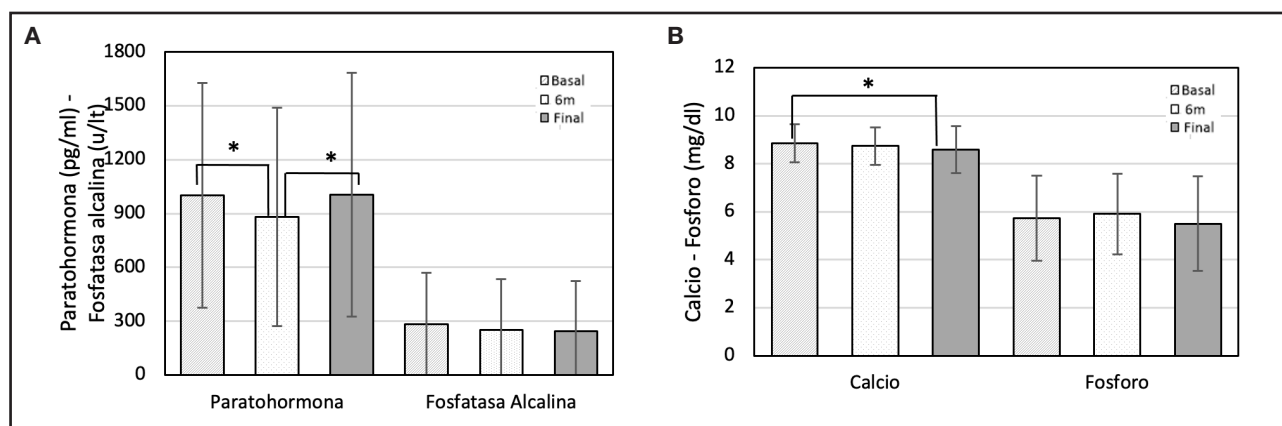 A
Paratohormona (pg/ml) -
Fosfatasa alcalina (u/lt)
1800
1500
1200
900
600
300
0
Basal
6m
Final
*
*
Paratohormona
Fosfatasa Alcalina
B
Calcio - Fosforo (mg/dl)
12
10
8
6
4
2
0
Basal
6m
Final
*
Calcio
Fosforo